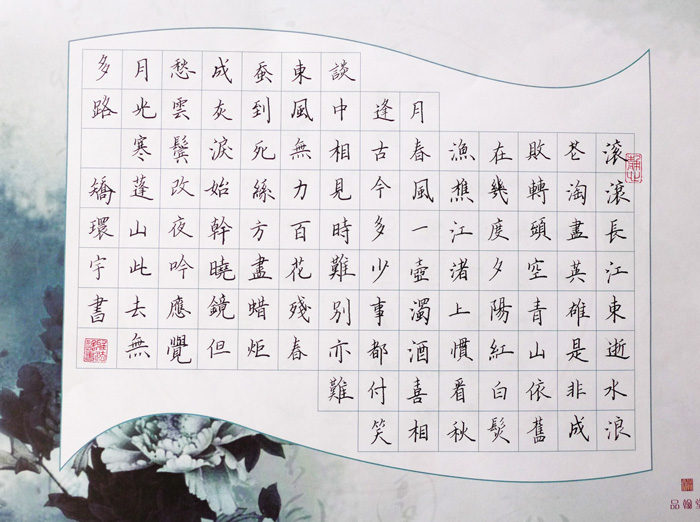 滾滾長江東逝水浪
花淘盡英雄是非成
敗轉頭空青山依舊
在幾度夕陽紅白髮
漁樵江渚上慣看秋
月春風一壺濁酒喜相
逢古今多少事都付笑
談中相見時難別亦難
東風無力百花殘春
蚕到死絲方盡蜡炬
成灰淚始幹曉鏡但
愁雲鬢改夜吟應覺
月光寒蓬山此去無
多路 矯環宇書
品翰